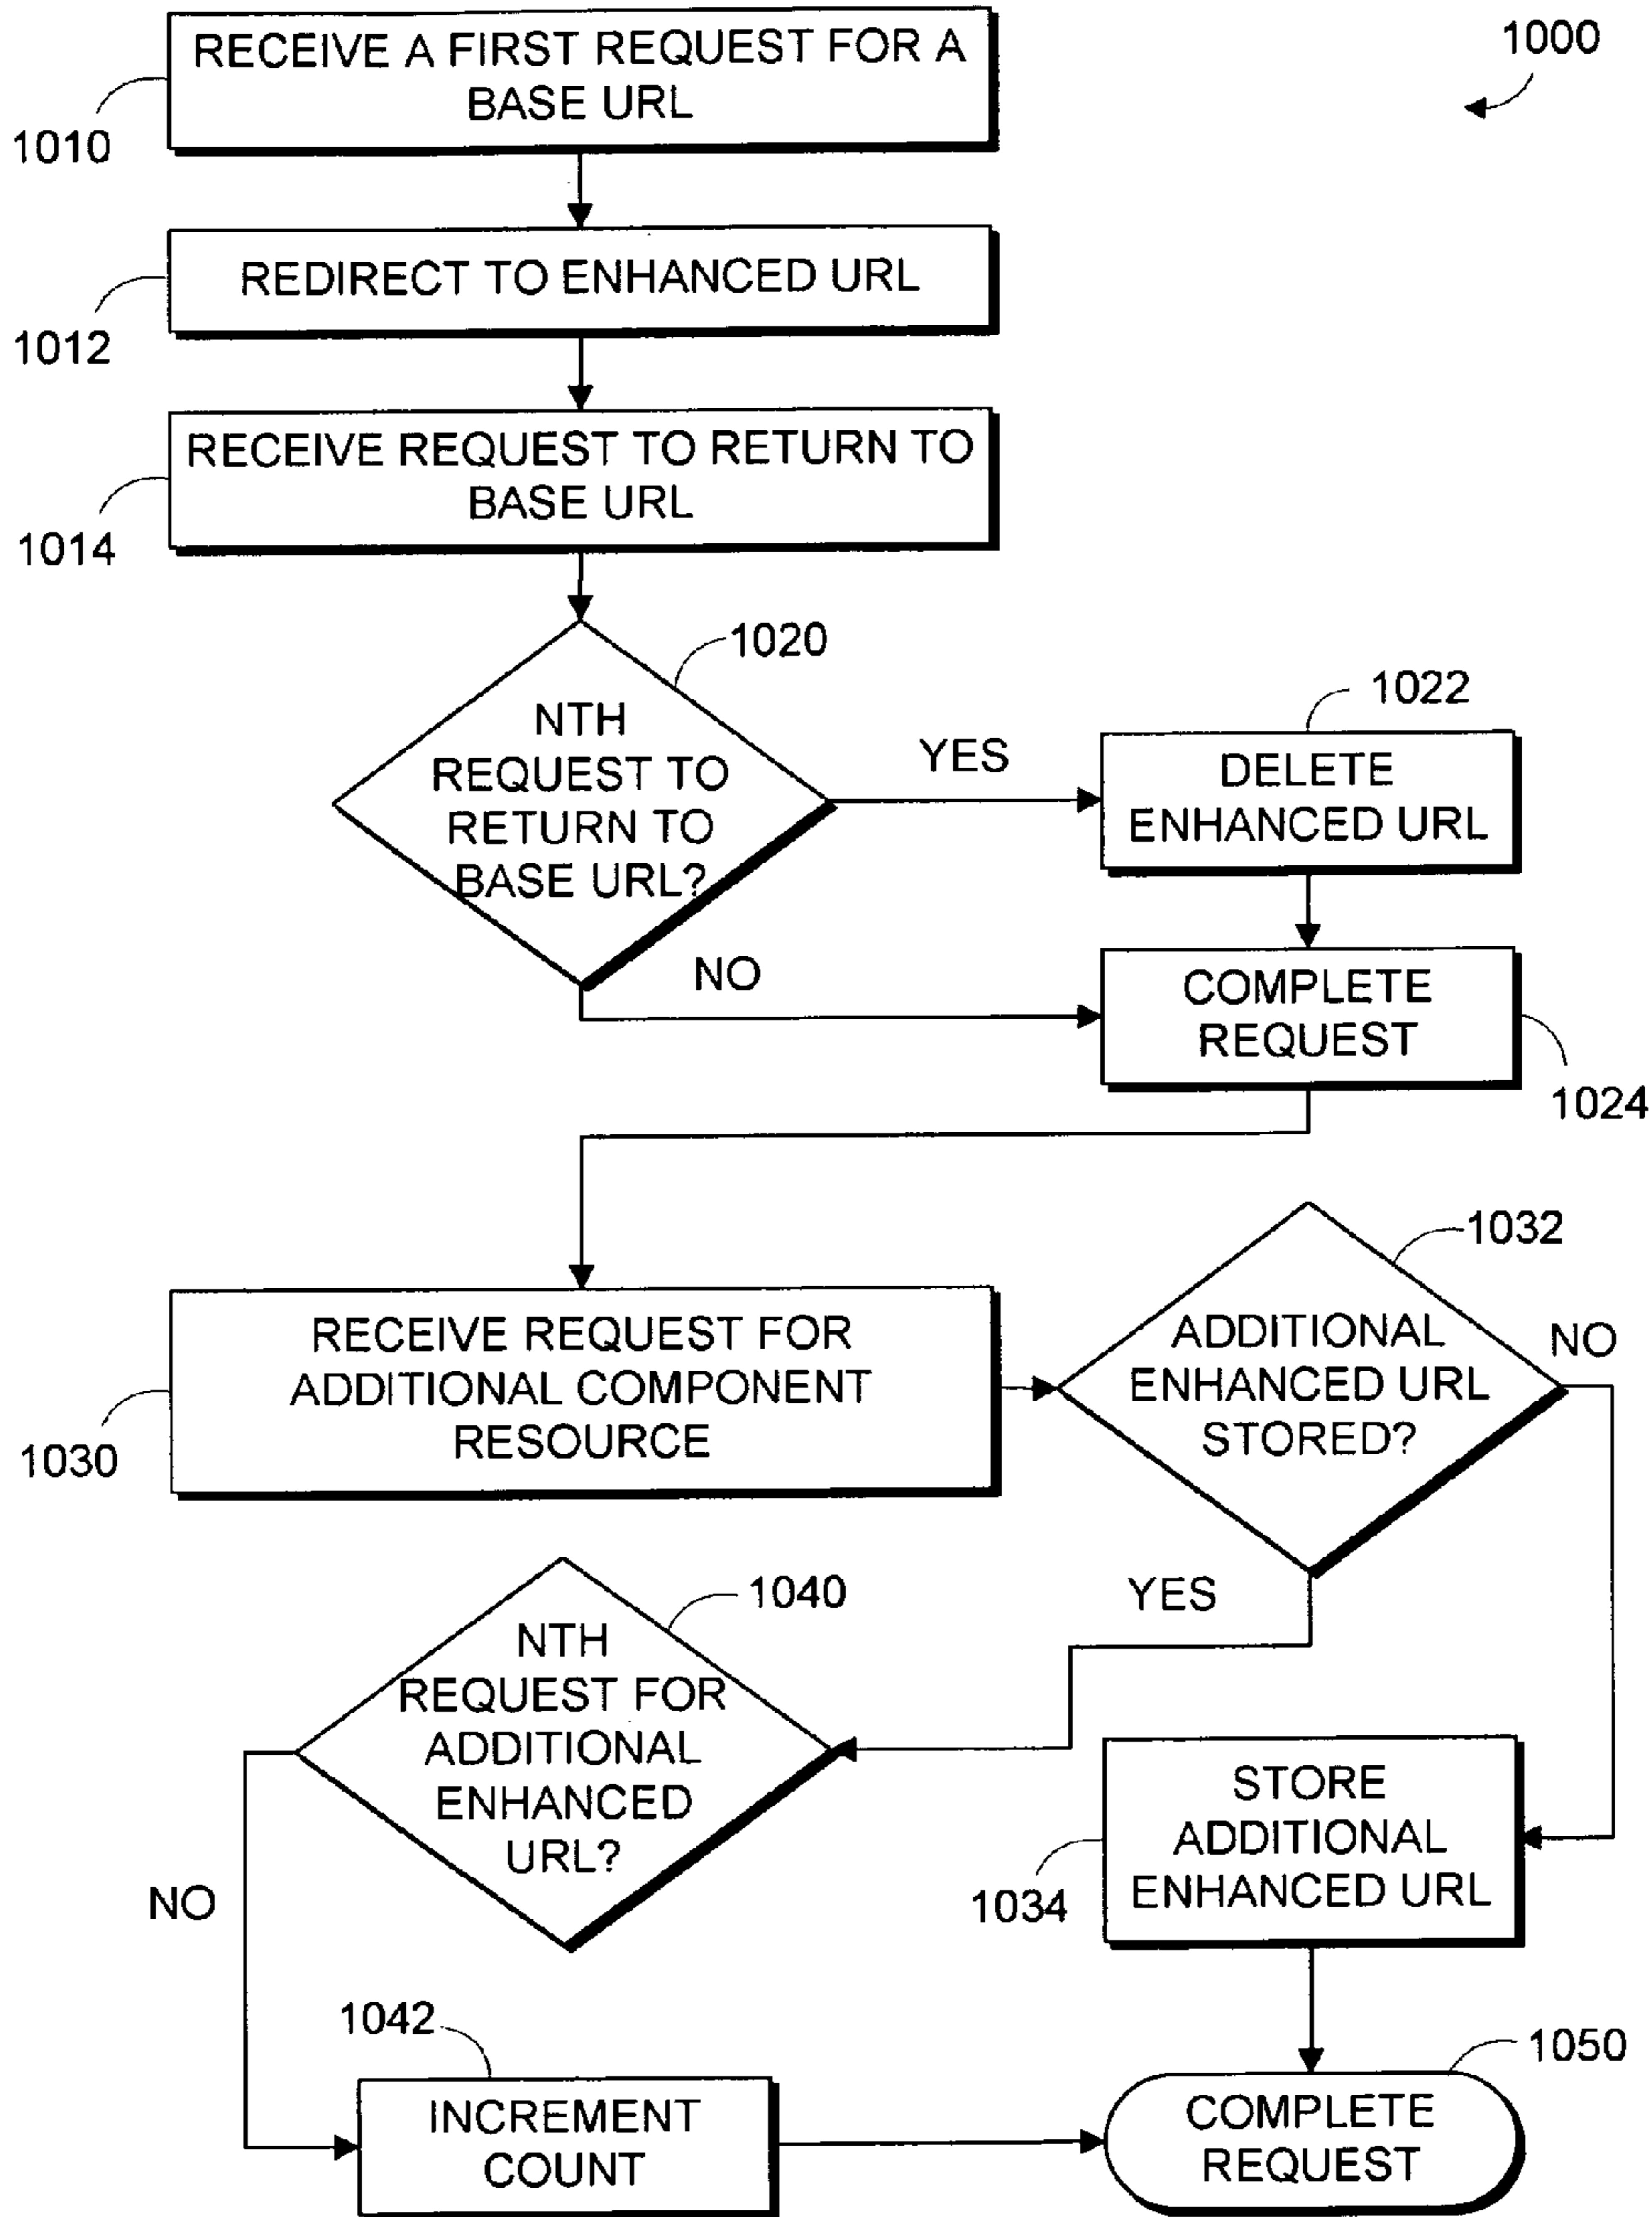 1000
RECEIVE A FIRST REQUEST FOR A
BASE URL
1010
REDIRECT TO ENHANCED URL
1012
RECEIVE REQUEST TO RETURN TO
BASE URL
1014
1020
NTH
REQUEST TO
RETURN TO
BASE URL?
YES
NO
1022
DELETE
ENHANCED URL
COMPLETE
REQUEST
1024
RECEIVE REQUEST FOR
ADDITIONAL COMPONENT
RESOURCE
1030
1032
ADDITIONAL
ENHANCED URL
STORED?
NO
YES
1040
NTH
REQUEST FOR
ADDITIONAL
ENHANCED
URL?
NO
STORE
ADDITIONAL
ENHANCED URL
1034
1042
INCREMENT
COUNT
1050
COMPLETE
REQUEST